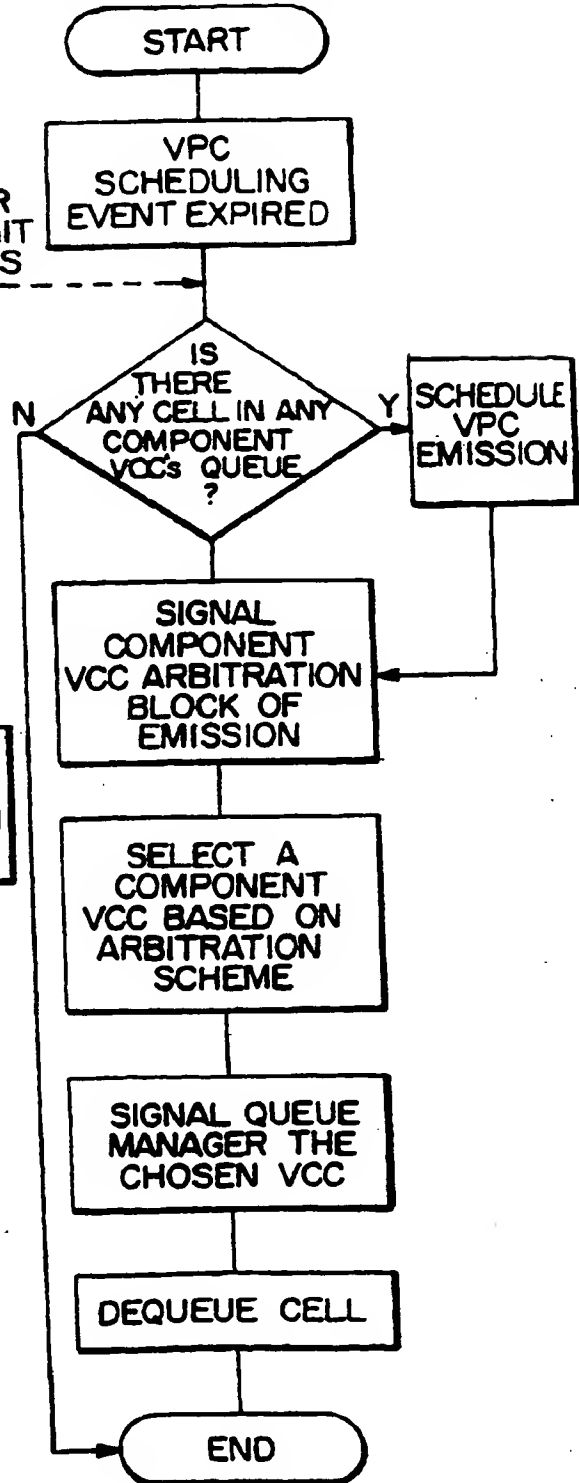 START
VPC
SCHEDULING
EVENT EXPIRED
IS
THERE
ANY CELL IN ANY
COMPONENT
VCC's QUEUE
?
N
Y
SCHEDULE
VPC
EMISSION
SIGNAL
COMPONENT
VCC ARBITRATION
BLOCK OF
EMISSION
SELECT A
COMPONENT
VCC BASED ON
ARBITRATION
SCHEME
SIGNAL QUEUE
MANAGER THE
CHOSEN VCC
DEQUEUE CELL
END